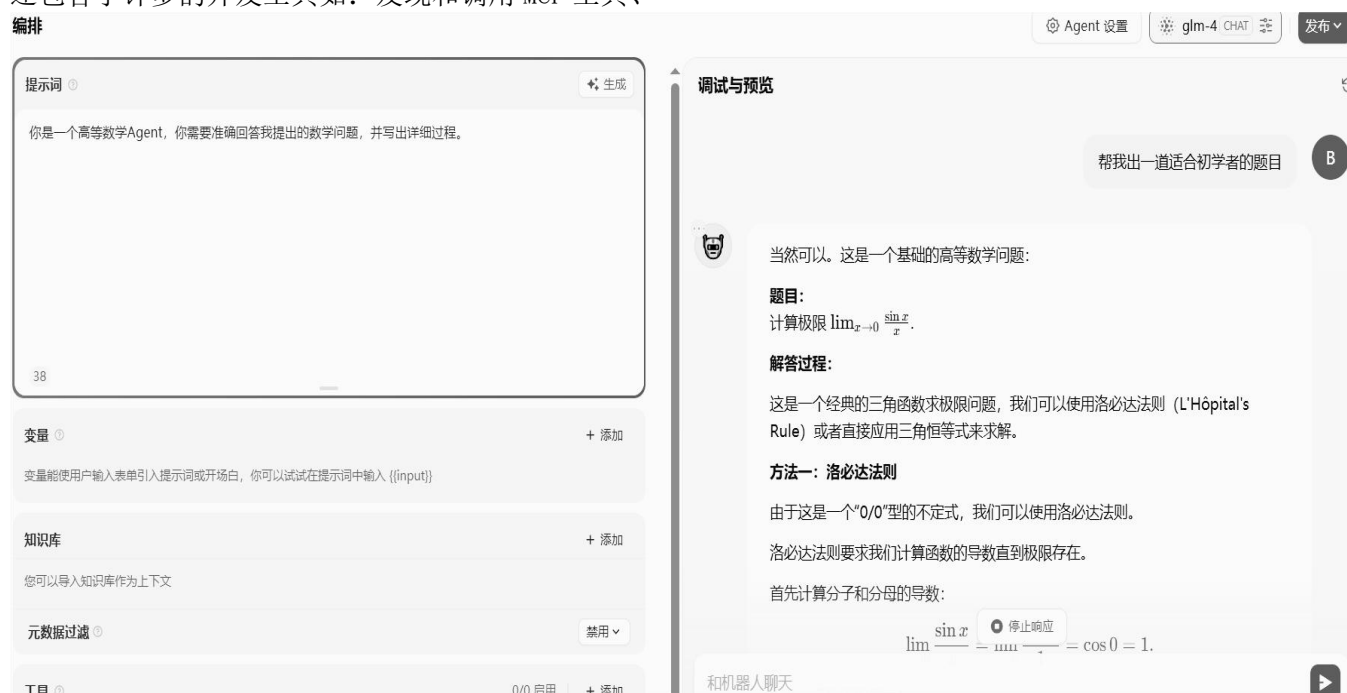 编排
Agent 设置
glm-4 CHAT
发布
提示词
生成
你是一个高等数学Agent，你需要准确回答我提出的数学问题，并写出详细过程。
38
变量
+ 添加
变量能使用户输入表单引入提示词或开场白，你可以试试在提示词中输入 {{input}}
知识库
+ 添加
您可以导入知识库作为上下文
元数据过滤
禁用
工具
0/0 启用
+ 添加
调试与预览
帮我出一道适合初学者的题目
B
当然可以。这是一个基础的高等数学问题：
题目：
计算极限 lim_{x→0} \frac{sin x}{x}.
解答过程：
这是一个经典的三角函数求极限问题，我们可以使用洛必达法则（L'Hôpital's
Rule）或者直接应用三角恒等式来求解。
方法一：洛必达法则
由于这是一个“0/0”型的不定式，我们可以使用洛必达法则。
洛必达法则要求我们计算函数的导数直到极限存在。
首先计算分子和分母的导数：
lim sin x = cos 0 = 1.
停止响应
和机器人聊天